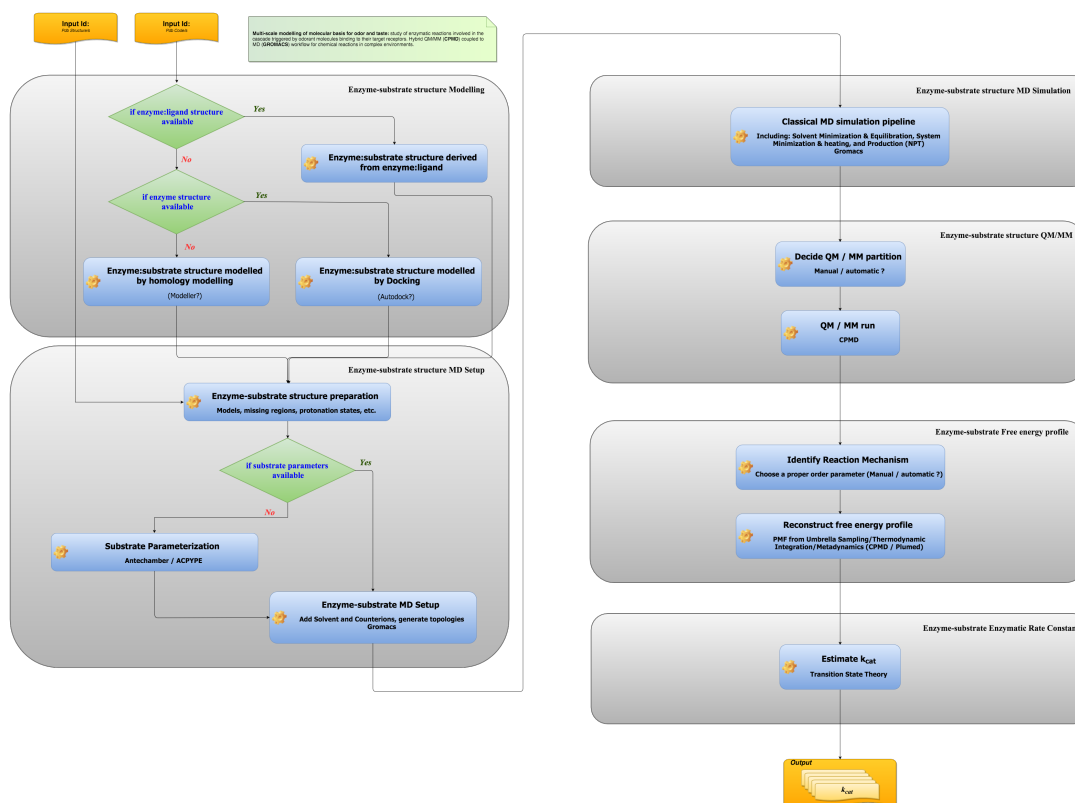 Input Id:
Pdb Structures
Input Id:
Pdb Code/s
Multi-scale modelling of molecular basis for odor and taste: study of enzymatic reactions involved in the
cascade triggered by odorant molecules binding to their target receptors. Hybrid QM/MM (CPMD) coupled to
MD (GROMACS) workflow for chemical reactions in complex environments.
Enzyme-substrate structure Modelling
if enzyme:ligand structure
available
Yes
No
Enzyme:substrate structure derived
from enzyme:ligand
if enzyme structure
available
Yes
No
Enzyme:substrate structure modelled
by homology modelling
(Modeller?)
Enzyme:substrate structure modelled
by Docking
(Autodock?)
Enzyme-substrate structure MD Setup
Enzyme-substrate structure preparation
Models, missing regions, protonation states, etc.
if substrate parameters
available
Yes
No
Substrate Parameterization
Antechamber / ACPYPE
Enzyme-substrate MD Setup
Add Solvent and Counterions, generate topologies
Gromacs
Enzyme-substrate structure MD Simulation
Classical MD simulation pipeline
Including: Solvent Minimization & Equilibration, System
Minimization & heating, and Production (NPT)
Gromacs
Enzyme-substrate structure QM/MM
Decide QM / MM partition
Manual / automatic ?
QM / MM run
CPMD
Enzyme-substrate Free energy profile
Identify Reaction Mechanism
Choose a proper order parameter (Manual / automatic ?)
Reconstruct free energy profile
PMF from Umbrella Sampling/Thermodynamic
Integration/Metadynamics (CPMD / Plumed)
Enzyme-substrate Enzymatic Rate Constan
Estimate kcat
Transition State Theory
Output
kcat